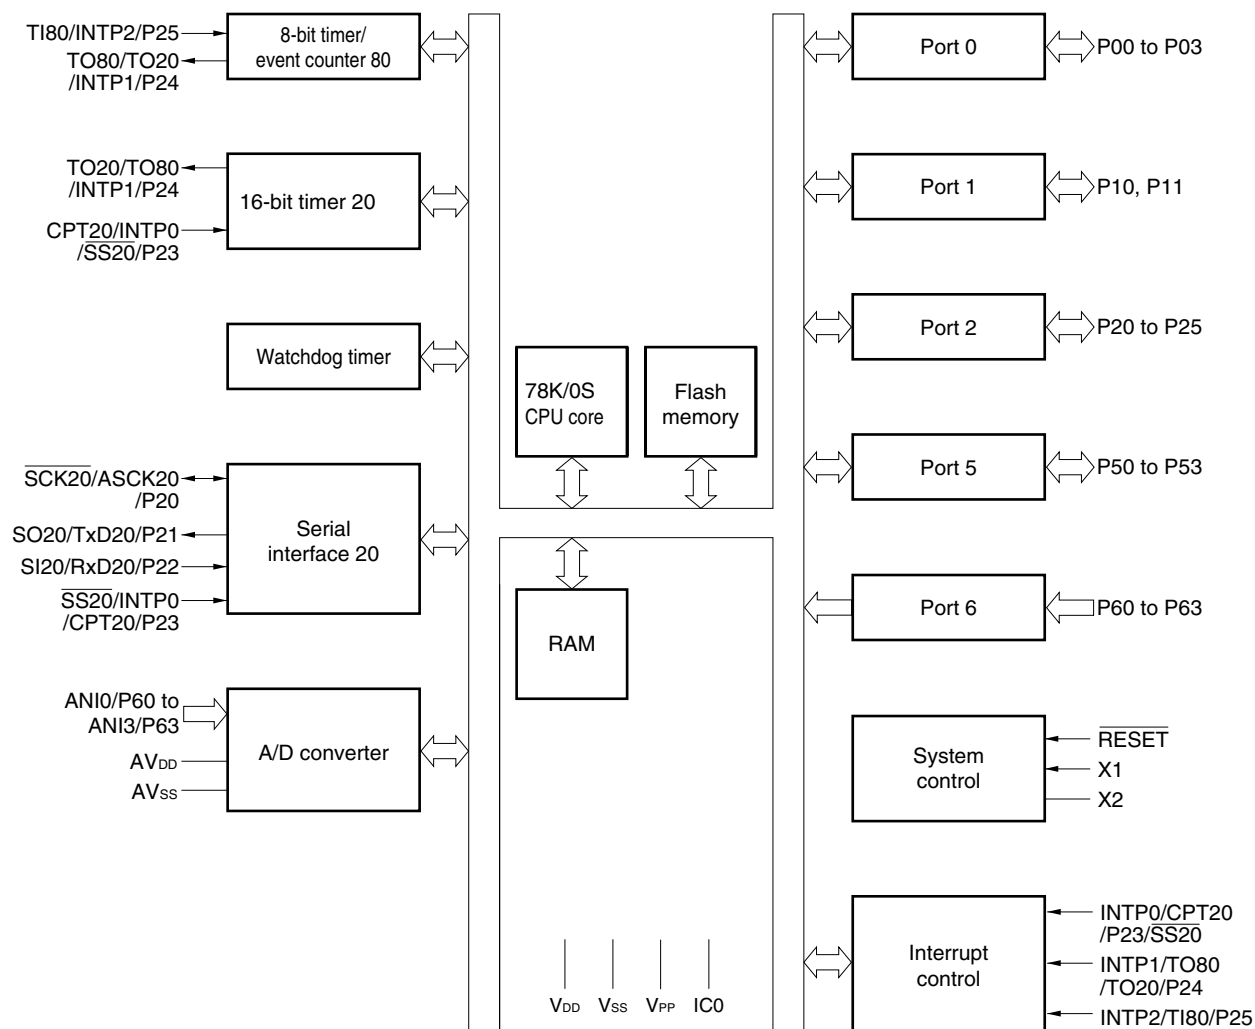 TI80/INTP2/P25
TO80/TO20
/INTP1/P24
8-bit timer/
event counter 80
TO20/TO80
/INTP1/P24
CPT20/INTP0
/SS20/P23
16-bit timer 20
Watchdog timer
SCK20/ASCK20
/P20
SO20/TxD20/P21
SI20/RxD20/P22
SS20/INTP0
/CPT20/P23
Serial
interface 20
ANI0/P60 to
ANI3/P63
AVDD
AVSS
A/D converter
78K/0S
CPU core
Flash
memory
RAM
VDD
VSS
VPP
IC0
Port 0
P00 to P03
Port 1
P10, P11
Port 2
P20 to P25
Port 5
P50 to P53
Port 6
P60 to P63
System
control
RESET
X1
X2
Interrupt
control
INTP0/CPT20
/P23/SS20
INTP1/TO80
/TO20/P24
INTP2/TI80/P25